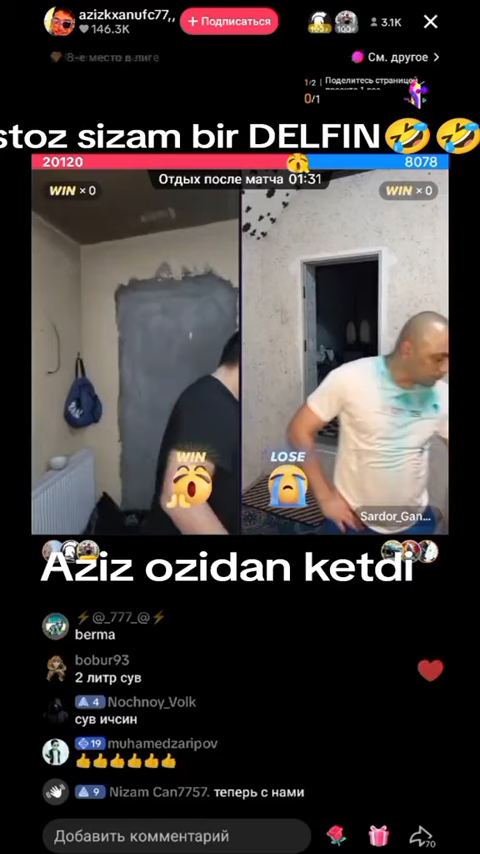 azizkxanufc77,,
+ Подписаться
146.3K
100
100
3.1K
8-е место в лиге
См. другое >
1/2 Поделитесь страницей
0/1
stoz sizam bir DELFIN🤣🤣
20120
8078
WIN × 0
Отдых после матча 01:31
WIN × 0
WIN
LOSE
Sardor_Gan...
Aziz ozidan ketdi
⚡@_777_@⚡
berma
bobur93
2 литр сув
4 Nochnoy_Volk
сув ичсин
19 muhamedzaripov
👍👍👍👍👍👍
9 Nizam Can7757. теперь с нами
Добавить комментарий
70